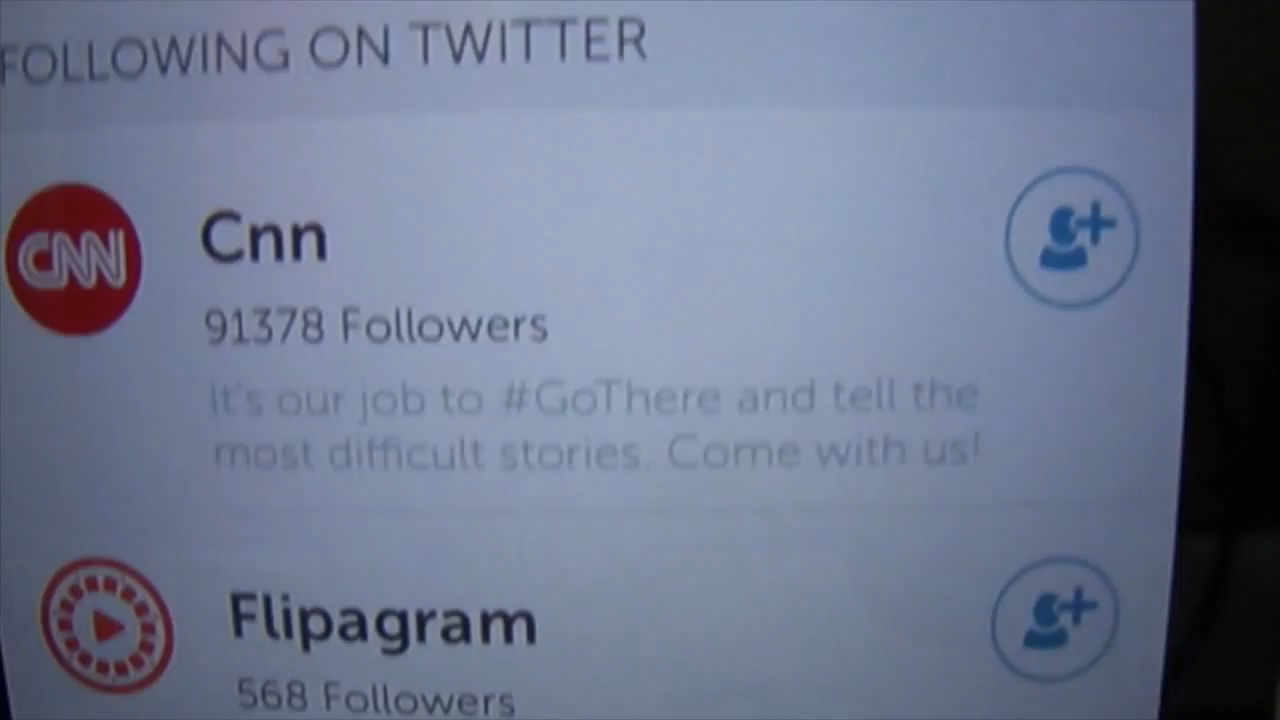 FOLLOWING ON TWITTER
CNN
Cnn
91378 Followers
It's our job to #GoThere and tell the
most difficult stories. Come with us!
Flipagram
568 Followers